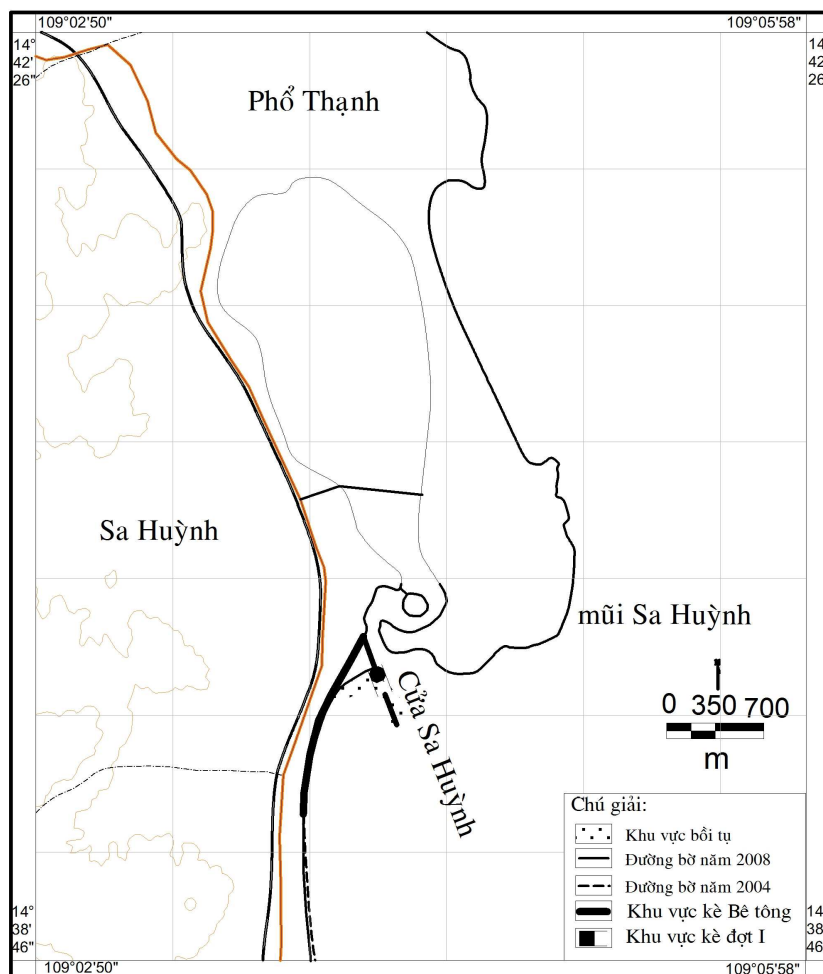 109°02'50"
109°05'58"
14°
42'
26"
14°
42'
26"
Phổ Thạnh
Sa Huỳnh
mũi Sa Huỳnh
Cửa Sa Huỳnh
0 350 700
m
Chú giải:
Khu vực bồi tụ
Đường bờ năm 2008
Đường bờ năm 2004
Khu vực kè Bê tông
Khu vực kè đợt I
14°
38'
46"
14°
38'
46"
109°02'50"
109°05'58"